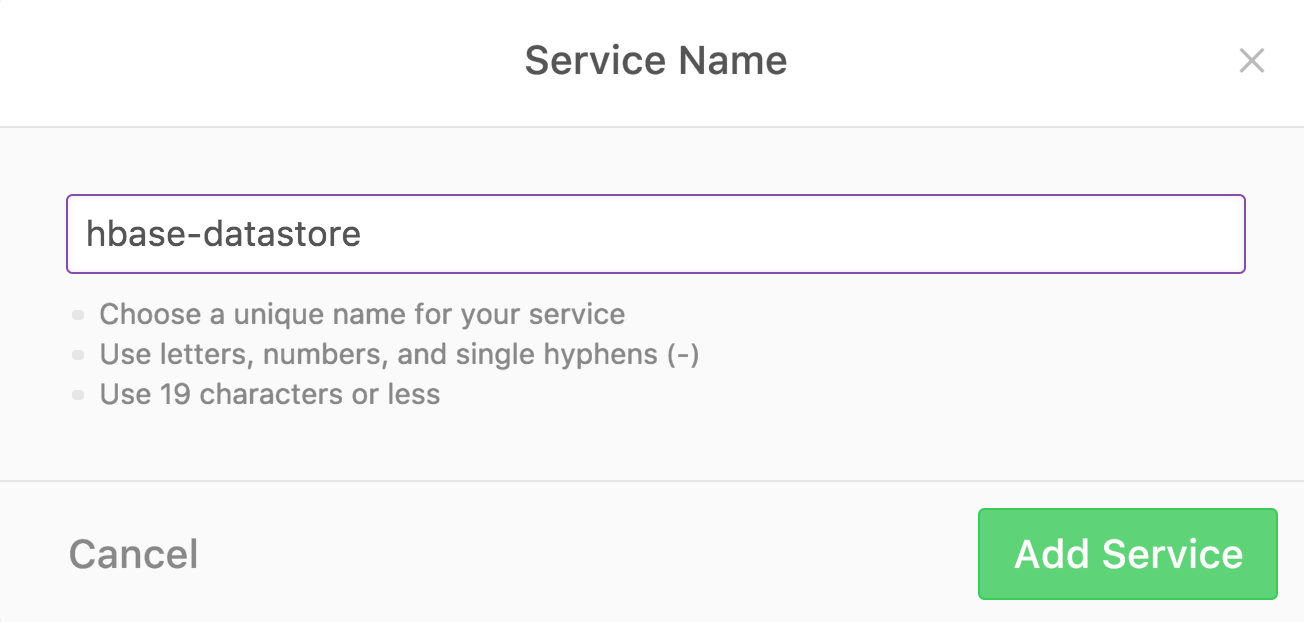 Service Name
hbase-datastore
Choose a unique name for your service
Use letters, numbers, and single hyphens (-)
Use 19 characters or less
Cancel
Add Service